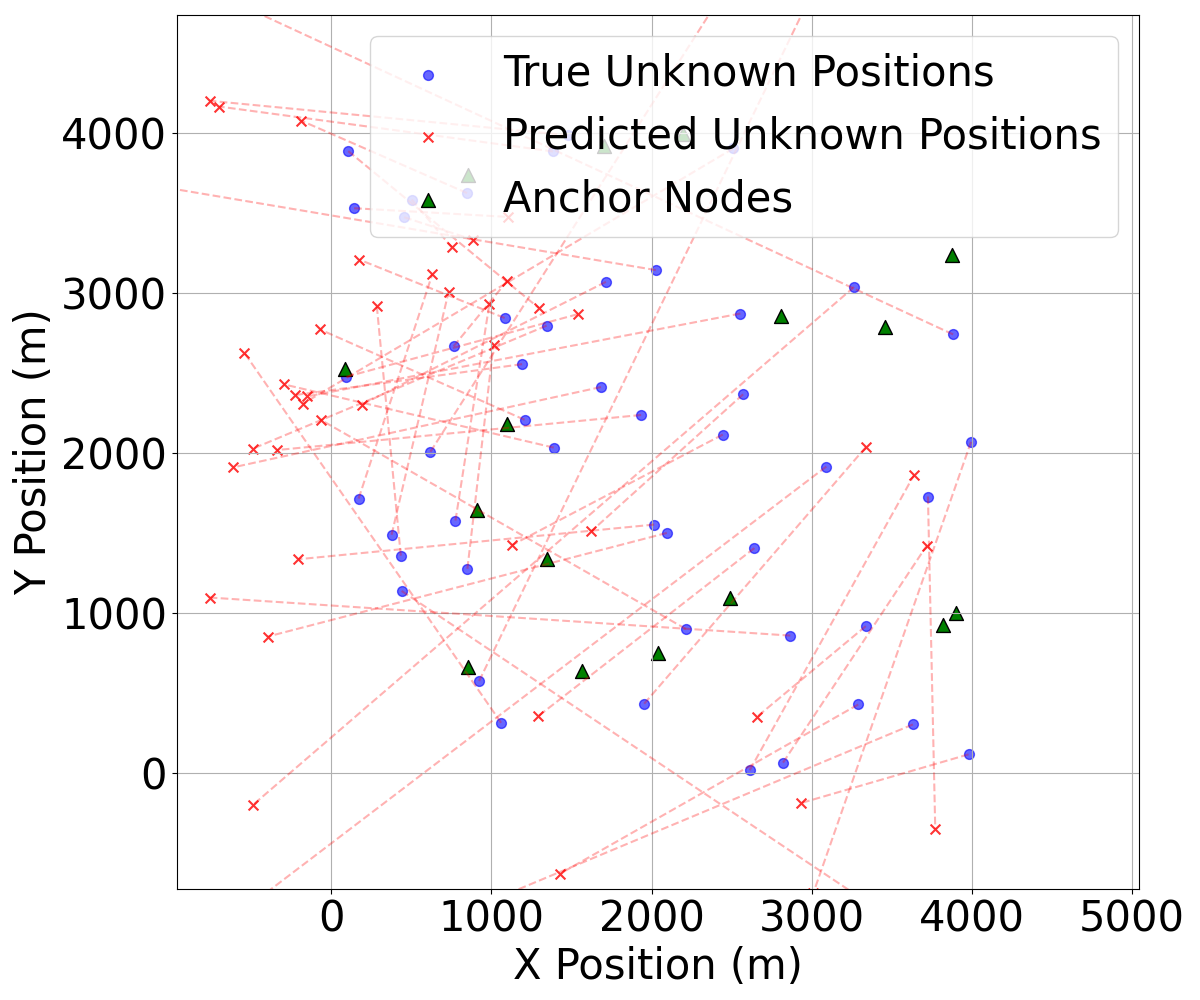 True Unknown Positions
Predicted Unknown Positions
Anchor Nodes
4000
3000
2000
1000
0
Y Position (m)
0 1000 2000 3000 4000 5000
X Position (m)